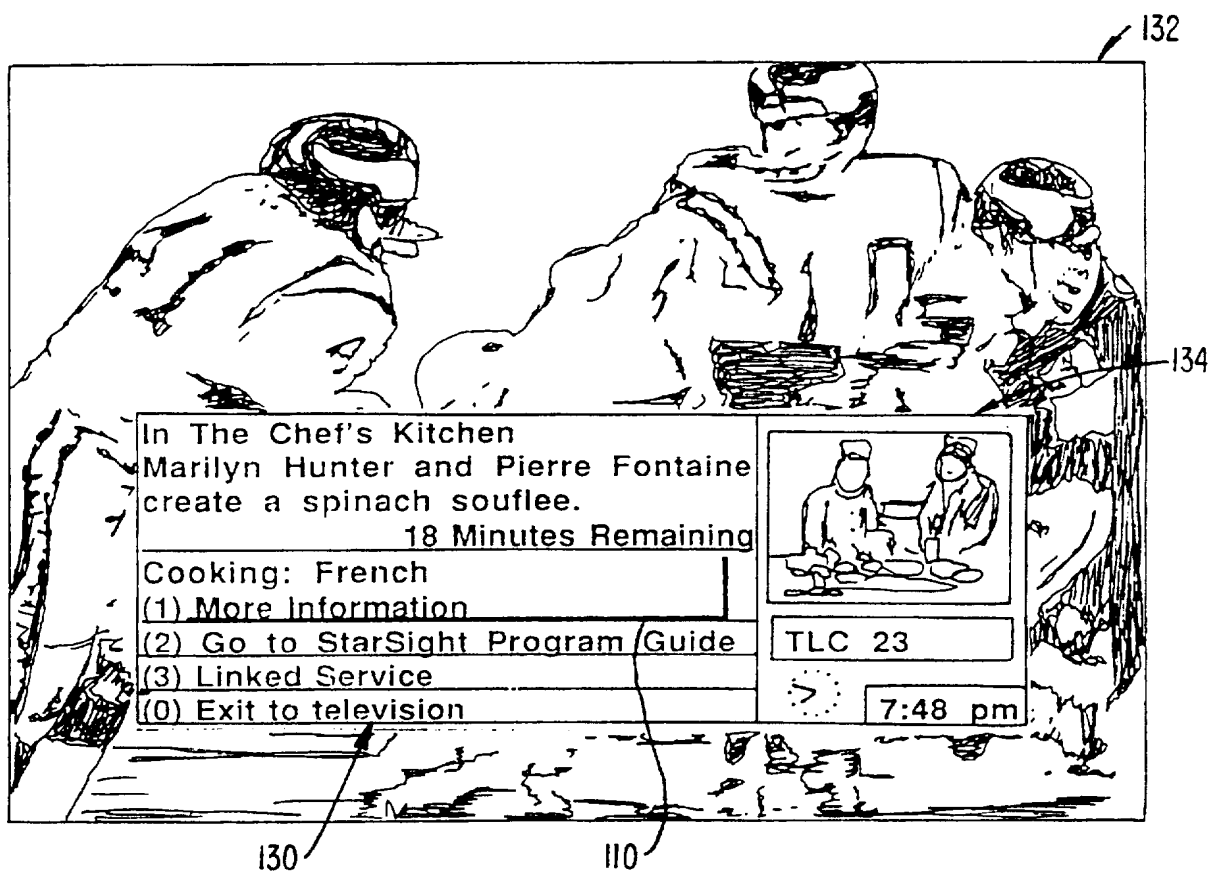 132
134
In The Chef's Kitchen
Marilyn Hunter and Pierre Fontaine
create a spinach souflee.
18 Minutes Remaining
Cooking: French
(1) More Information
(2) Go to StarSight Program Guide
(3) Linked Service
(0) Exit to television
TLC 23
7:48 pm
130
110